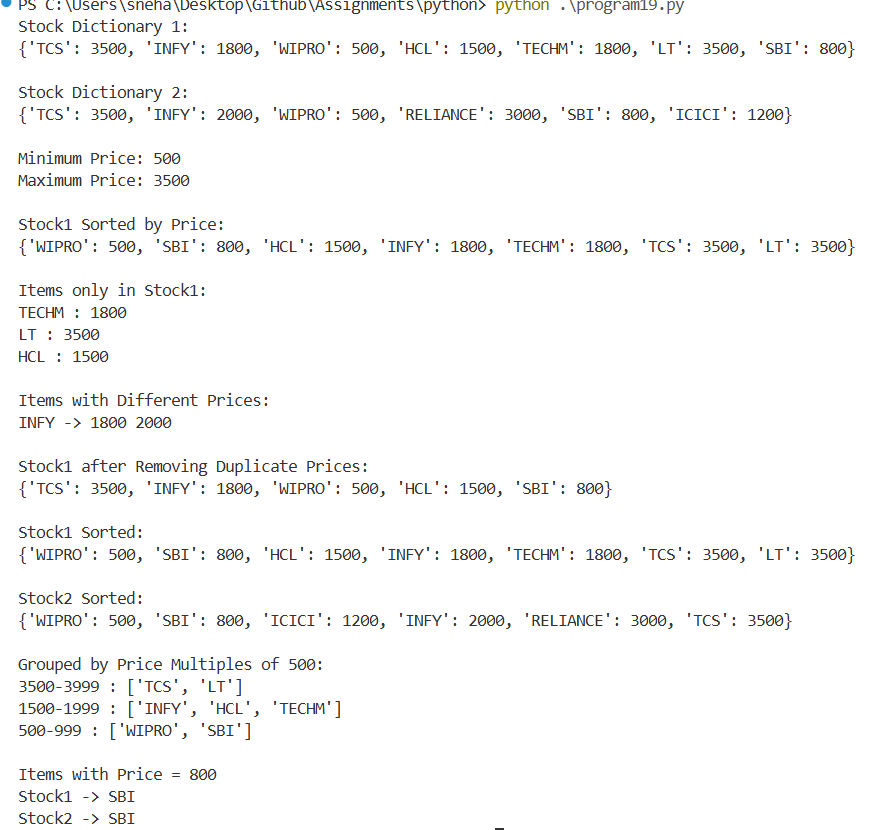 PS C:\Users\sneha\Desktop\Github\Assignments\python> python .\program19.py
Stock Dictionary 1:
{'TCS': 3500, 'INFY': 1800, 'WIPRO': 500, 'HCL': 1500, 'TECHM': 1800, 'LT': 3500, 'SBI': 800}
Stock Dictionary 2:
{'TCS': 3500, 'INFY': 2000, 'WIPRO': 500, 'RELIANCE': 3000, 'SBI': 800, 'ICICI': 1200}
Minimum Price: 500
Maximum Price: 3500
Stock1 Sorted by Price:
{'WIPRO': 500, 'SBI': 800, 'HCL': 1500, 'INFY': 1800, 'TECHM': 1800, 'TCS': 3500, 'LT': 3500}
Items only in Stock1:
TECHM : 1800
LT : 3500
HCL : 1500
Items with Different Prices:
INFY -> 1800 2000
Stock1 after Removing Duplicate Prices:
{'TCS': 3500, 'INFY': 1800, 'WIPRO': 500, 'HCL': 1500, 'SBI': 800}
Stock1 Sorted:
{'WIPRO': 500, 'SBI': 800, 'HCL': 1500, 'INFY': 1800, 'TECHM': 1800, 'TCS': 3500, 'LT': 3500}
Stock2 Sorted:
{'WIPRO': 500, 'SBI': 800, 'ICICI': 1200, 'INFY': 2000, 'RELIANCE': 3000, 'TCS': 3500}
Grouped by Price Multiples of 500:
3500-3999 : ['TCS', 'LT']
1500-1999 : ['INFY', 'HCL', 'TECHM']
500-999 : ['WIPRO', 'SBI']
Items with Price = 800
Stock1 -> SBI
Stock2 -> SBI